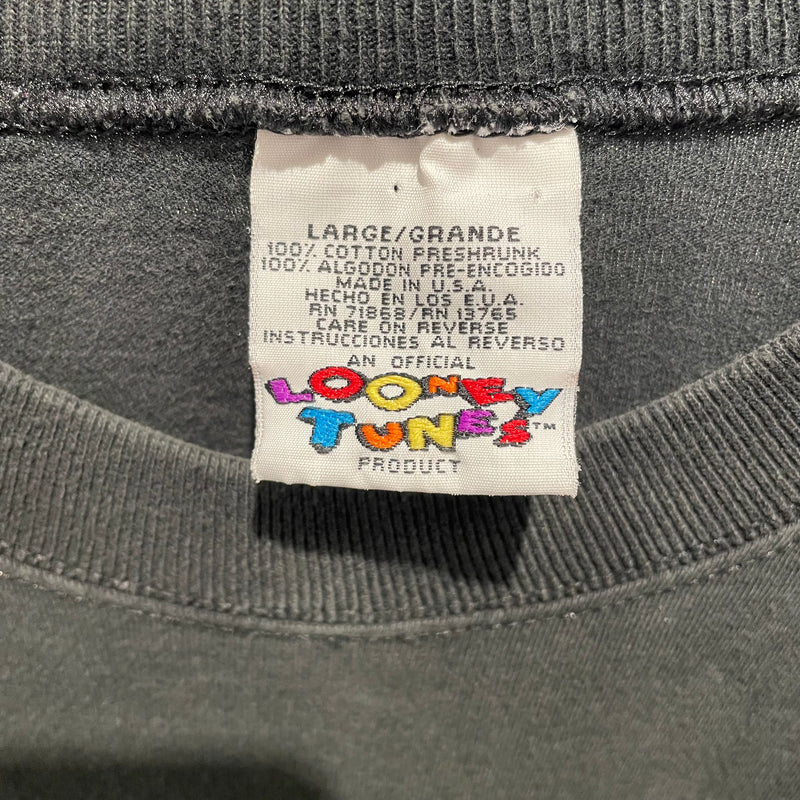 LARGE/GRANDE
100% COTTON PRESHRUNK
100% ALGODON PRE-ENCOGIDO
MADE IN U.S.A.
HECHO EN LOS E.U.A.
RN 71868/RN 13765
CARE ON REVERSE
INSTRUCCIONES AL REVERSO
AN OFFICIAL
LOONEY
TUNES™
PRODUCT